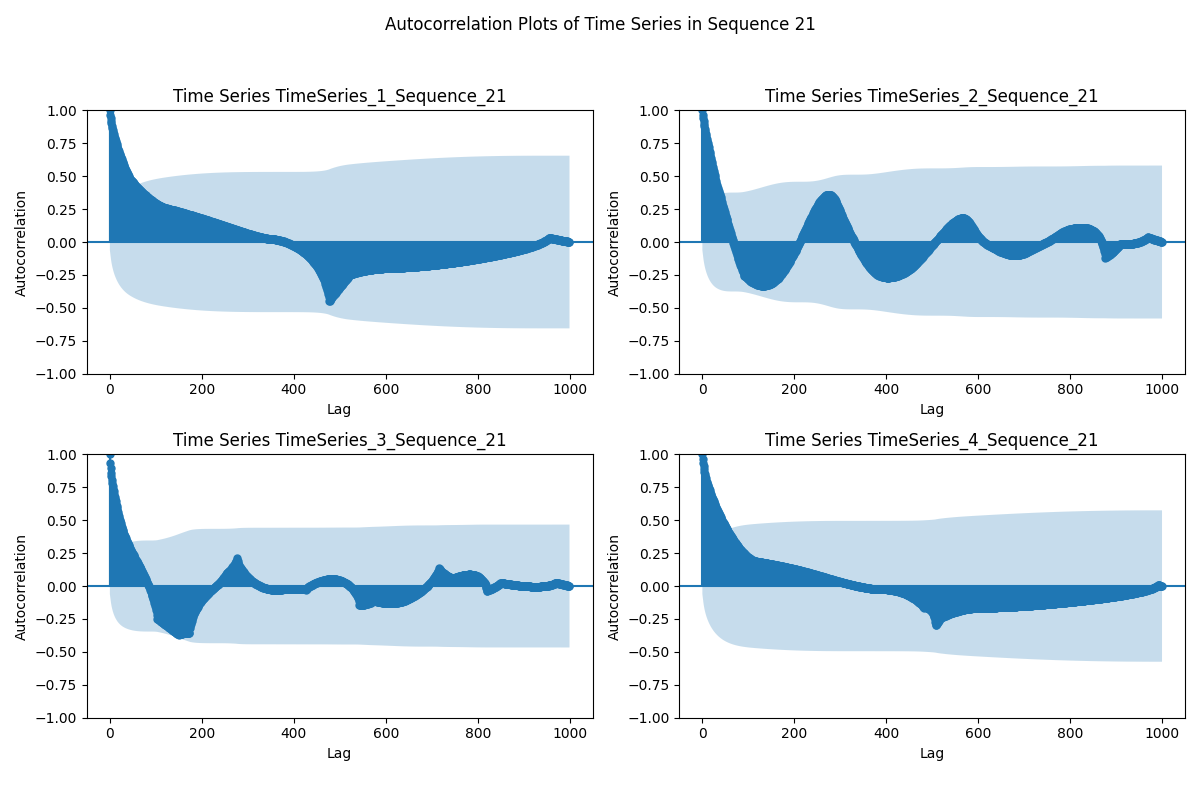 Autocorrelation Plots of Time Series in Sequence 21
Time Series TimeSeries_1_Sequence_21
1.00
0.75
0.50
0.25
0.00
−0.25
−0.50
−0.75
−1.00
Autocorrelation
0 200 400 600 800 1000
Lag
Time Series TimeSeries_2_Sequence_21
1.00
0.75
0.50
0.25
0.00
−0.25
−0.50
−0.75
−1.00
Autocorrelation
0 200 400 600 800 1000
Lag
Time Series TimeSeries_3_Sequence_21
1.00
0.75
0.50
0.25
0.00
−0.25
−0.50
−0.75
−1.00
Autocorrelation
0 200 400 600 800 1000
Lag
Time Series TimeSeries_4_Sequence_21
1.00
0.75
0.50
0.25
0.00
−0.25
−0.50
−0.75
−1.00
Autocorrelation
0 200 400 600 800 1000
Lag